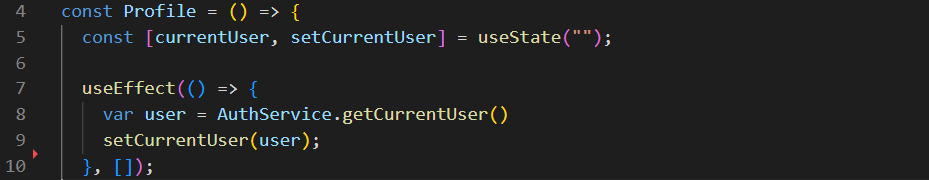 4 const Profile = () => {
5 const [currentUser, setCurrentUser] = useState("");
6
7 useEffect(() => {
8 var user = AuthService.getCurrentUser()
9 setCurrentUser(user);
10 }, []);